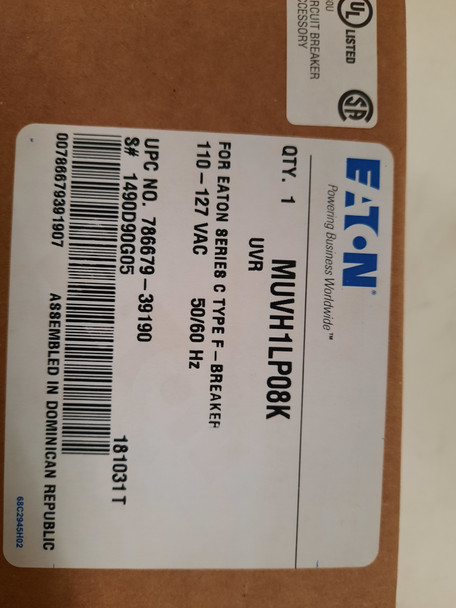 UL LISTED
CIRCUIT BREAKER
ACCESSORY
EATON®
Powering Business Worldwide™
MUVH1LP08K
QTY. 1
UVR
FOR EATON SERIES C TYPE F-BREAKER
110-127 VAC 50/60 Hz
UPC NO. 786679-39190
S# 1490D90G05
181031T
00786679391907
ASSEMBLED IN DOMINICAN REPUBLIC
68C2945H02